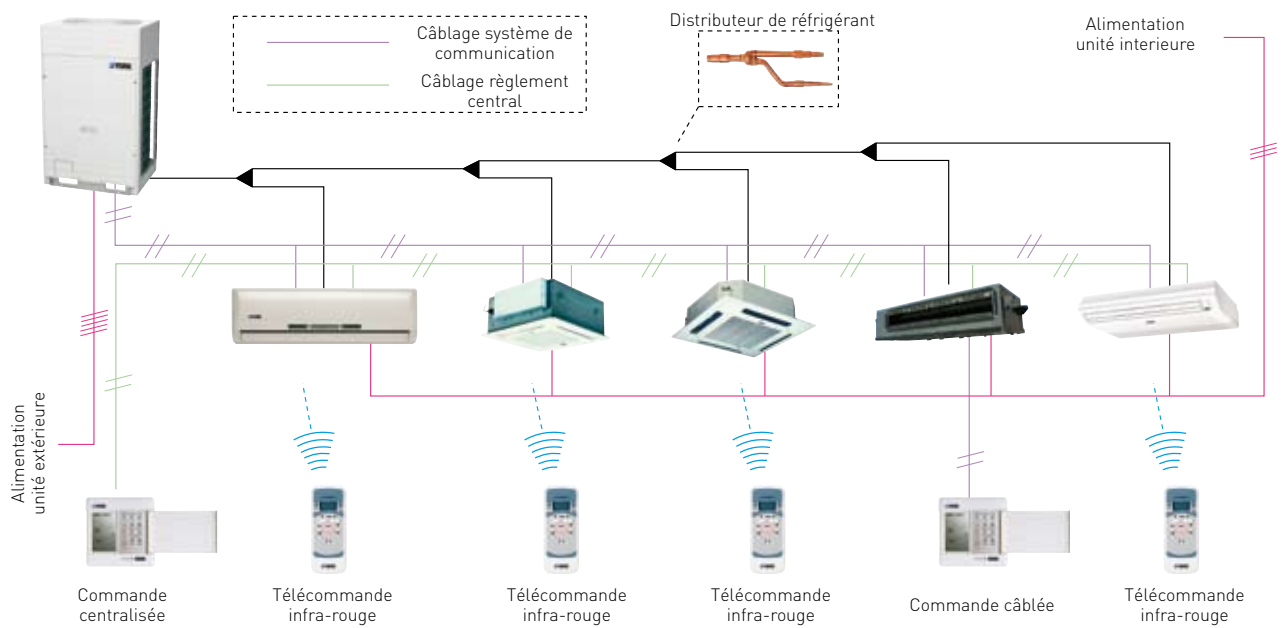 Câblage système de
communication
Câblage règlement
central
Distributeur de réfrigérant
Alimentation
unité interieure
Alimentation
unité extérieure
Commande
centralisée
Télécommande
infra-rouge
Télécommande
infra-rouge
Télécommande
infra-rouge
Commande câblée
Télécommande
infra-rouge